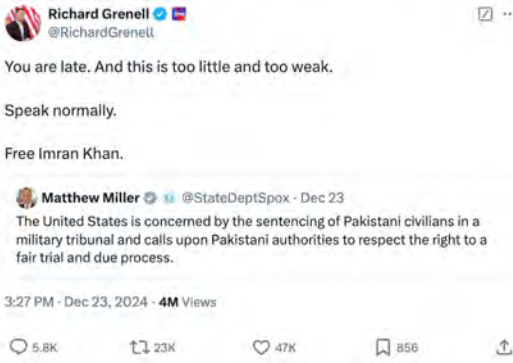 Richard Grenell
@RichardGrenell
You are late. And this is too little and too weak.
Speak normally.
Free Imran Khan.
Matthew Miller @StateDeptSpox · Dec 23
The United States is concerned by the sentencing of Pakistani civilians in a
military tribunal and calls upon Pakistani authorities to respect the right to a
fair trial and due process.
3:27 PM · Dec 23, 2024 · 4M Views
5.8K 23K 47K 856